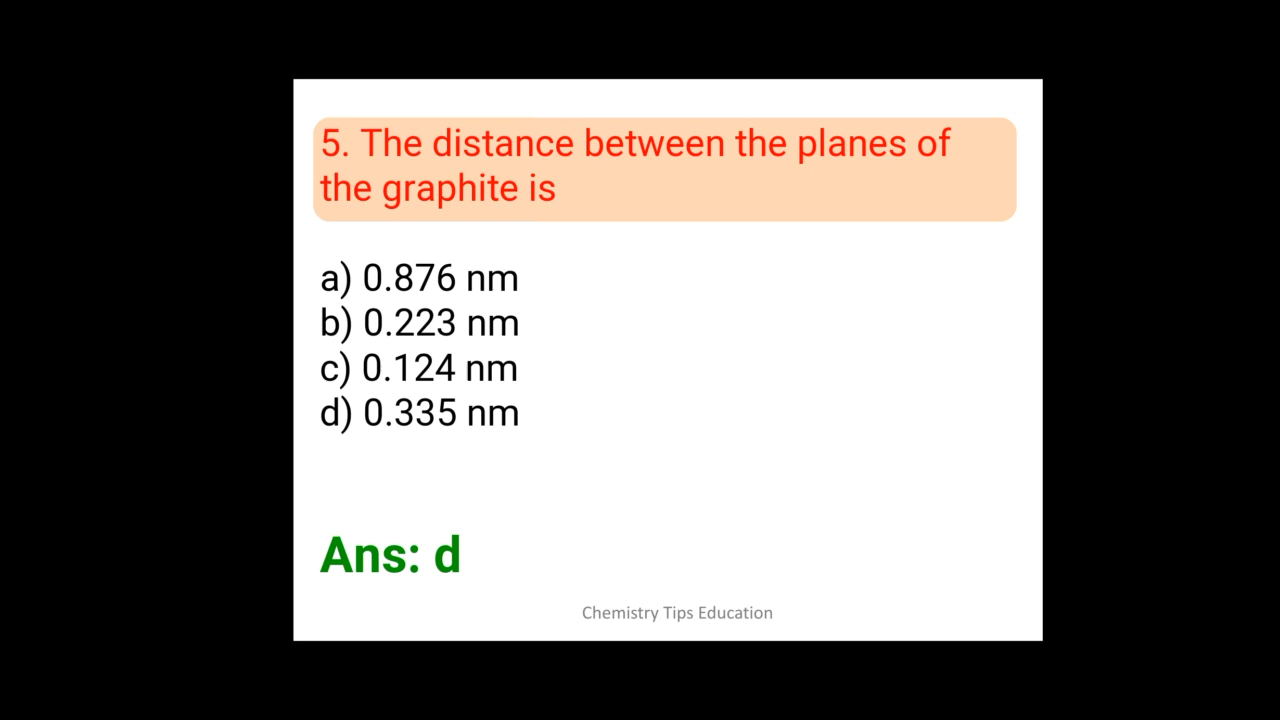 5. The distance between the planes of
the graphite is
a) 0.876 nm
b) 0.223 nm
c) 0.124 nm
d) 0.335 nm
Ans: d
Chemistry Tips Education